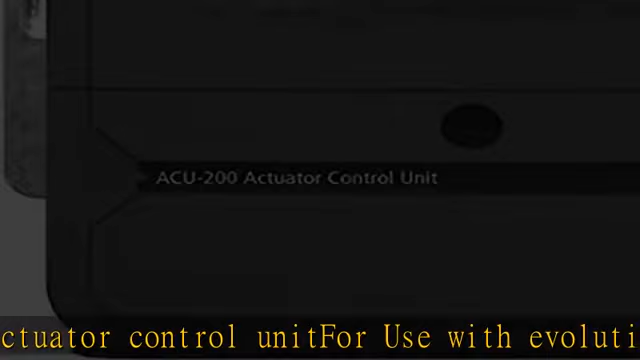 ACU-200 Actuator Control Unit
ctuator control unitFor Use with evoluti